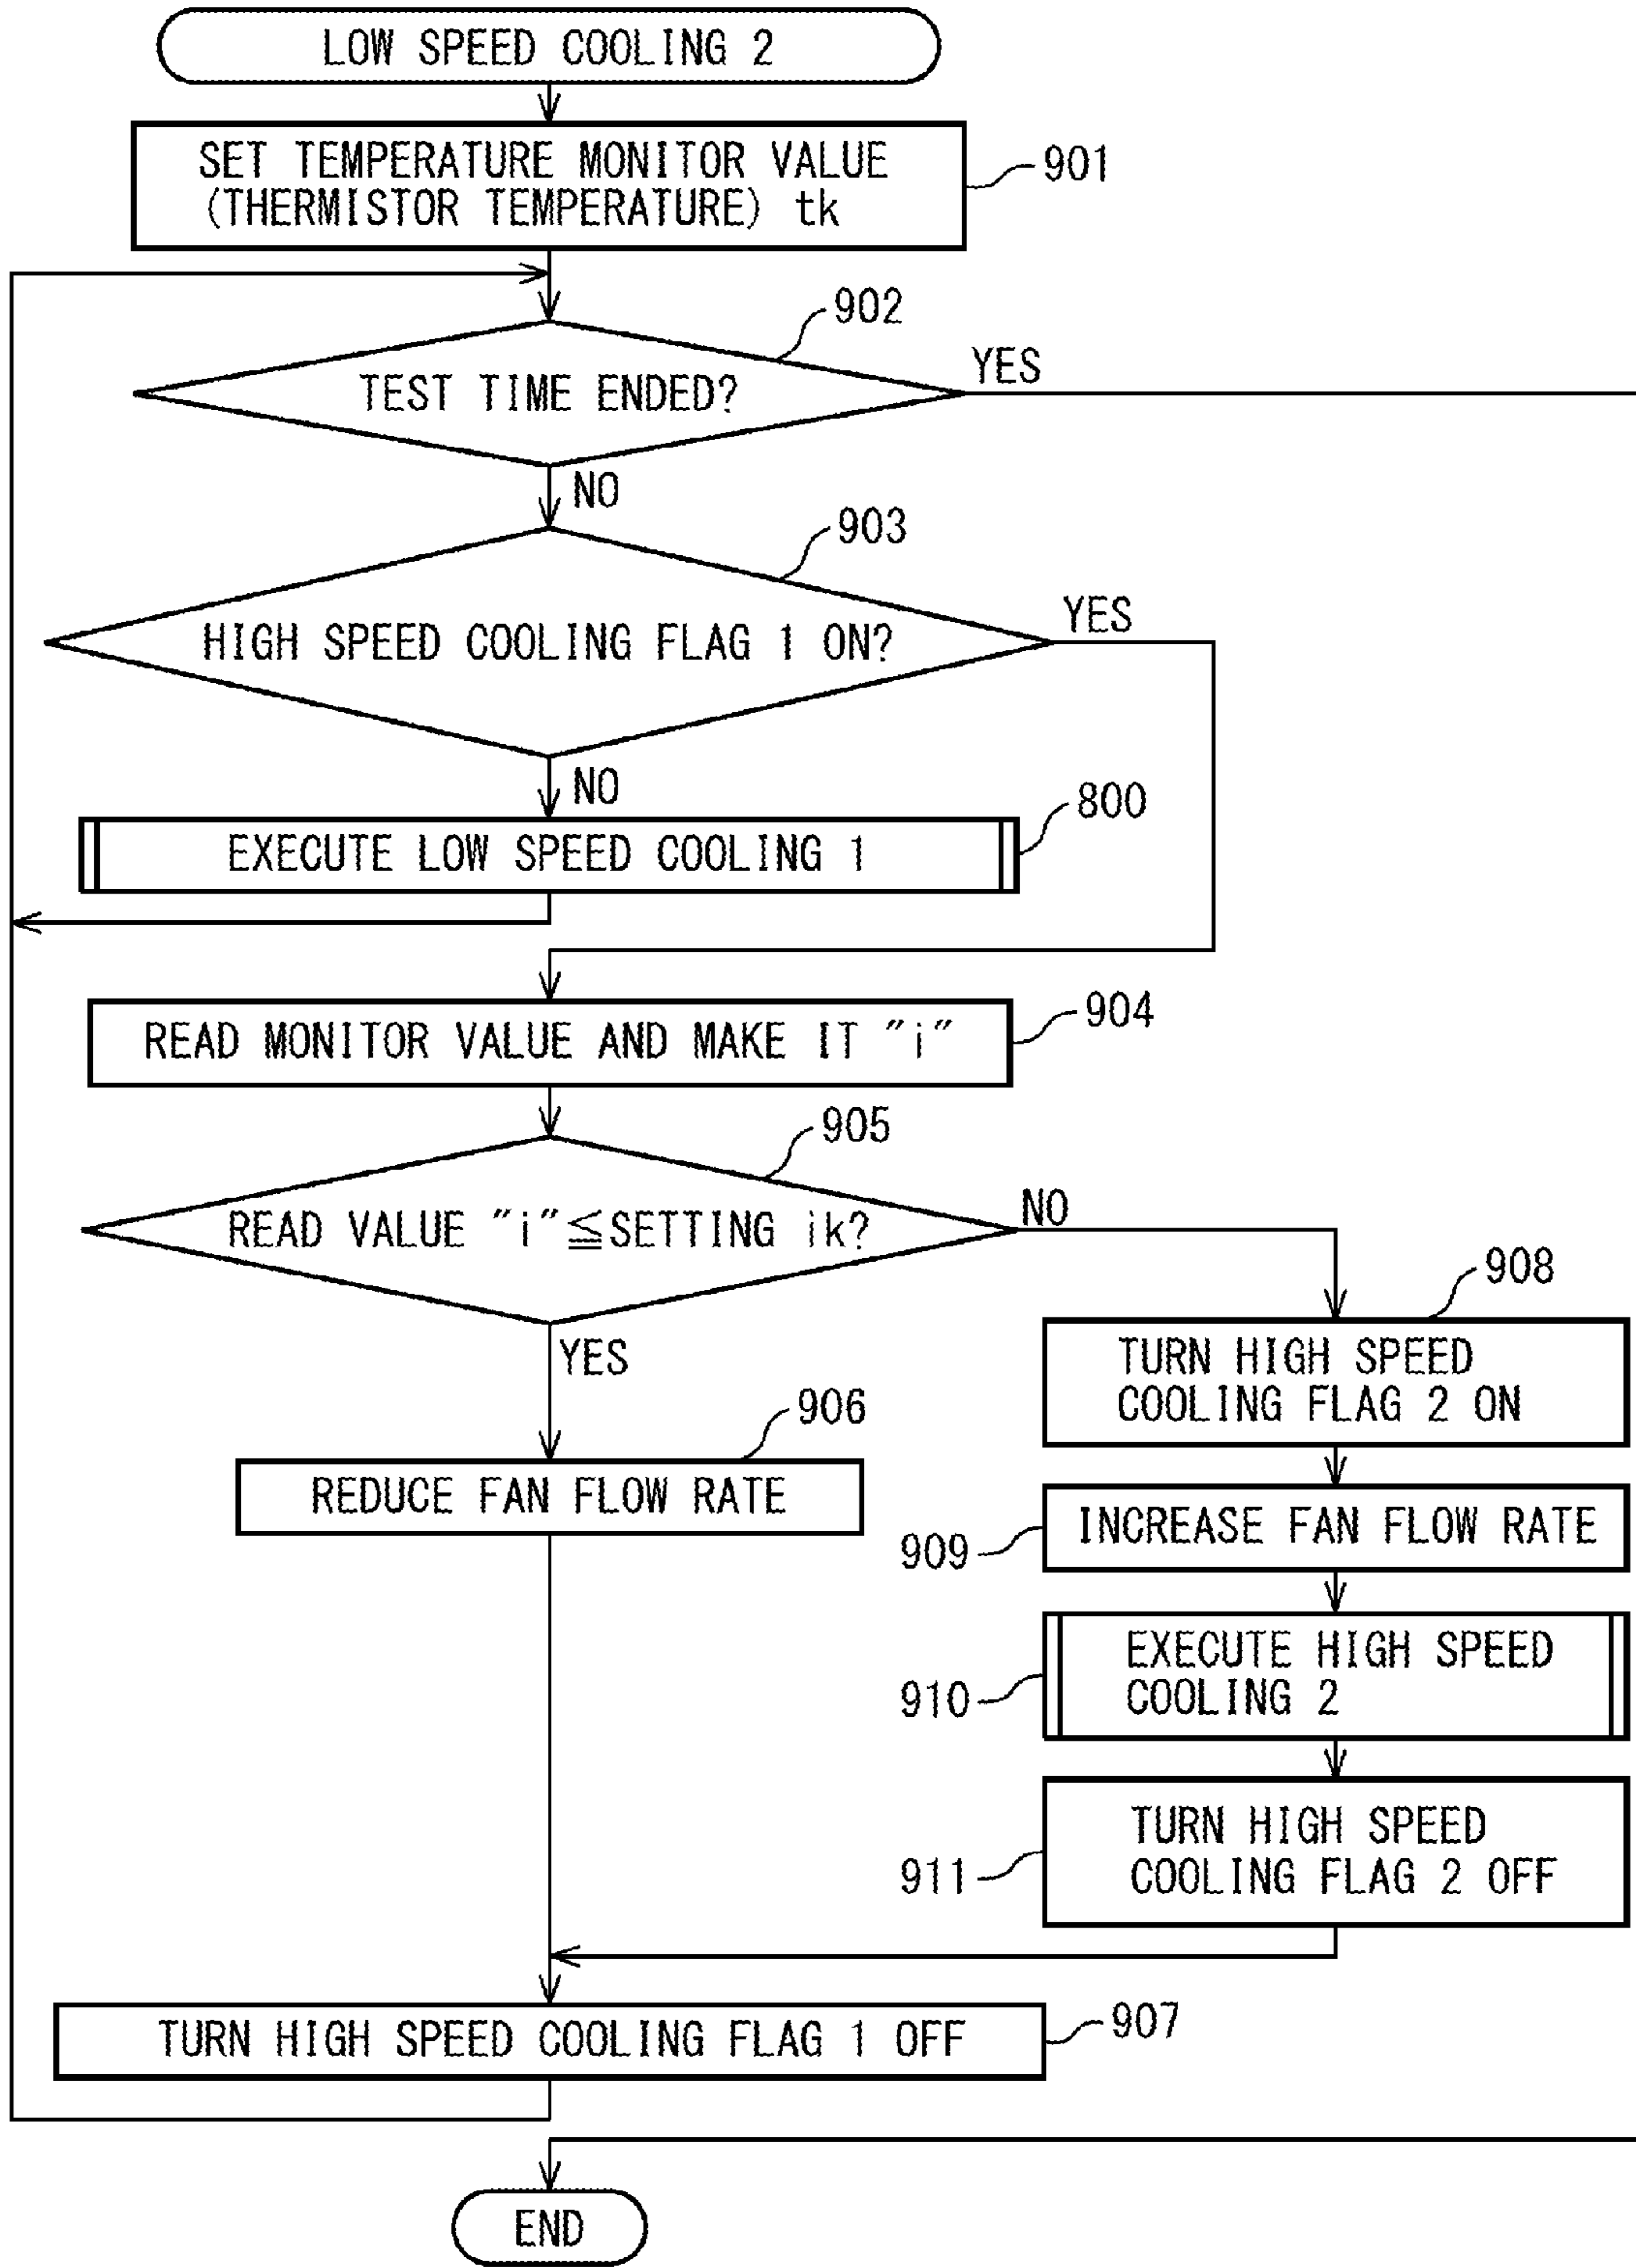 LOW SPEED COOLING 2
SET TEMPERATURE MONITOR VALUE
(THERMISTOR TEMPERATURE) tk
901
902
TEST TIME ENDED?
YES
NO
903
HIGH SPEED COOLING FLAG 1 ON?
YES
NO
800
EXECUTE LOW SPEED COOLING 1
904
READ MONITOR VALUE AND MAKE IT "i"
905
READ VALUE "i"≦SETTING ik?
NO
YES
908
TURN HIGH SPEED
COOLING FLAG 2 ON
906
REDUCE FAN FLOW RATE
909
INCREASE FAN FLOW RATE
910
EXECUTE HIGH SPEED
COOLING 2
911
TURN HIGH SPEED
COOLING FLAG 2 OFF
907
TURN HIGH SPEED COOLING FLAG 1 OFF
END